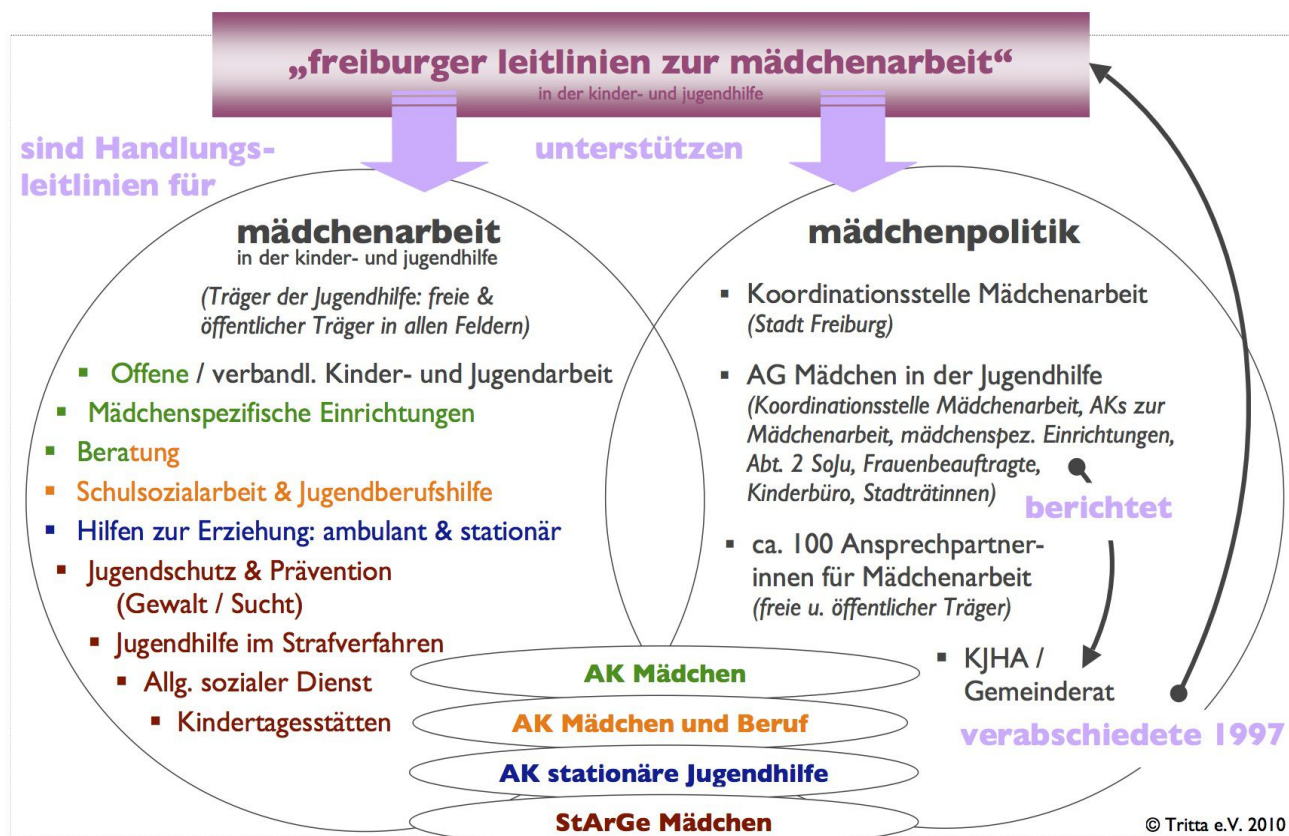 „freiburger leitlinien zur mädchenarbeit“
in der kinder- und jugendhilfe
sind Handlungs-
leitlinien für
unterstützen
mädchenarbeit
in der kinder- und jugendhilfe
(Träger der Jugendhilfe: freie &
öffentlicher Träger in allen Feldern)
▪ Offene / verbandl. Kinder- und Jugendarbeit
▪ Mädchenspezifische Einrichtungen
▪ Beratung
▪ Schulsozialarbeit & Jugendberufshilfe
▪ Hilfen zur Erziehung: ambulant & stationär
▪ Jugendschutz & Prävention
(Gewalt / Sucht)
▪ Jugendhilfe im Strafverfahren
▪ Allg. sozialer Dienst
▪ Kindertagesstätten
mädchenpolitik
▪ Koordinationsstelle Mädchenarbeit
(Stadt Freiburg)
▪ AG Mädchen in der Jugendhilfe
(Koordinationsstelle Mädchenarbeit, AKs zur
Mädchenarbeit, mädchenspez. Einrichtungen,
Abt. 2 SoJu, Frauenbeauftragte,
Kinderbüro, Stadträtinnen)
berichtet
▪ ca. 100 Ansprechpartner-
innen für Mädchenarbeit
(freie u. öffentlicher Träger)
▪ KJHA /
Gemeinderat
verabschiedete 1997
AK Mädchen
AK Mädchen und Beruf
AK stationäre Jugendhilfe
StArGe Mädchen
© Tritta e.V. 2010